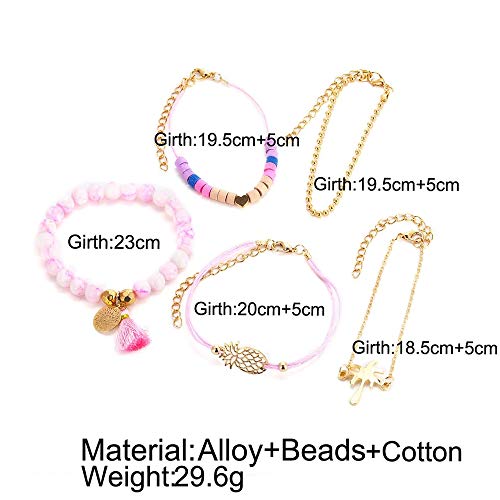 Girth:19.5cm+5cm
Girth:19.5cm+5cm
Girth:23cm
Girth:20cm+5cm
Girth:18.5cm+5cm
Material:Alloy+Beads+Cotton
Weight:29.6g